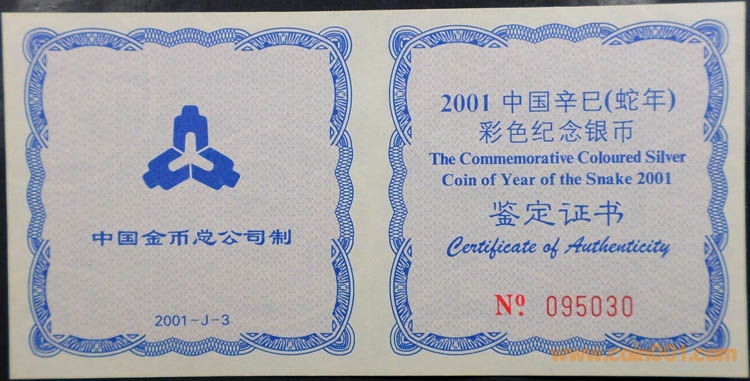 中国金币总公司制
2001-J-3
2001 中国辛巳(蛇年)
彩色纪念银币
The Commemorative Coloured Silver
Coin of Year of the Snake 2001
鉴定证书
Certificate of Authenticity
Nº 095030
www.coin001.com